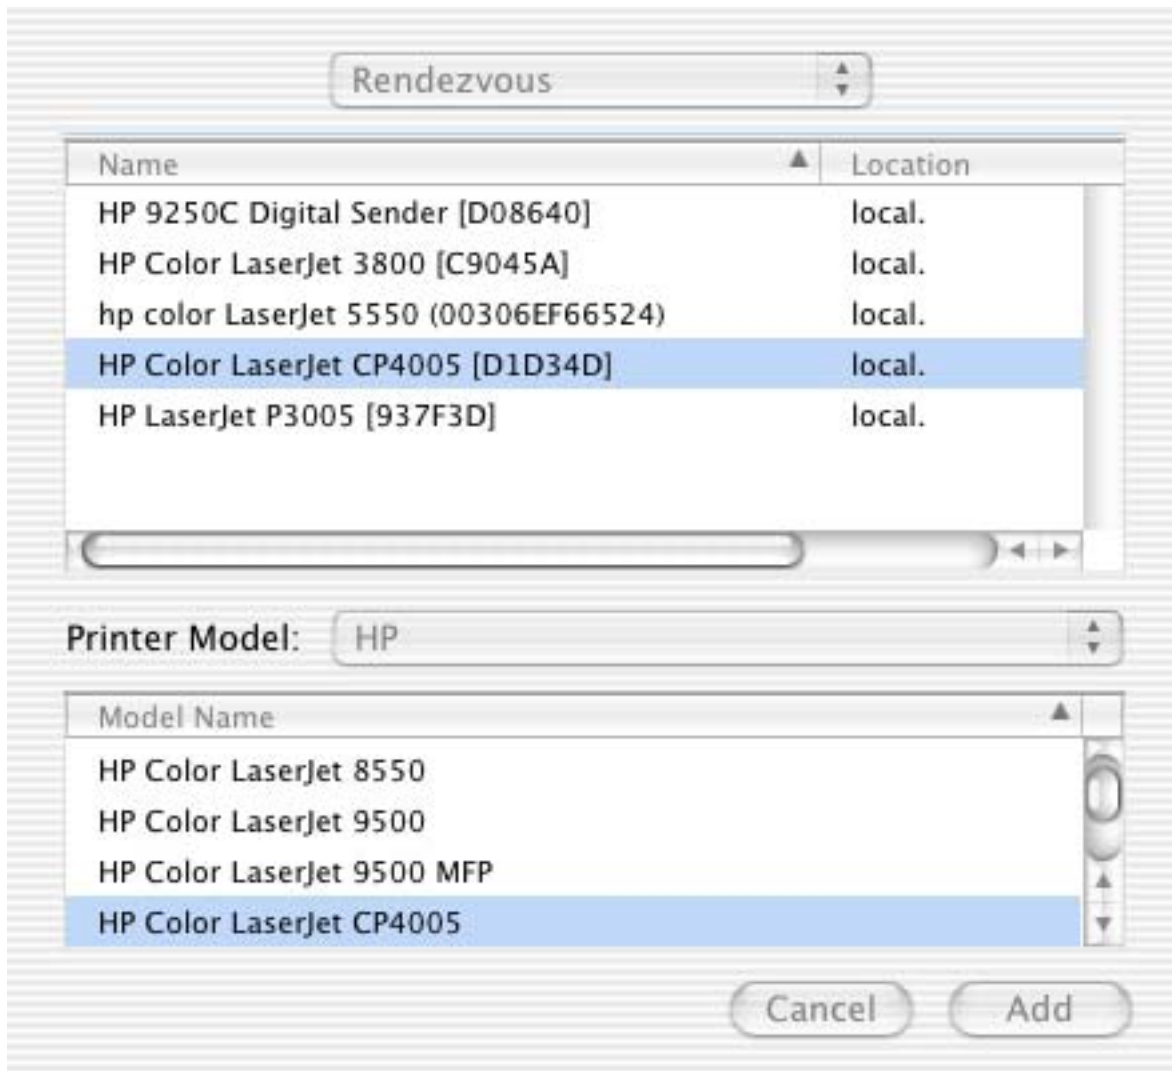 Rendezvous
Name Location
HP 9250C Digital Sender [D08640] local.
HP Color LaserJet 3800 [C9045A] local.
hp color LaserJet 5550 (00306EF66524) local.
HP Color LaserJet CP4005 [D1D34D] local.
HP LaserJet P3005 [937F3D] local.
Printer Model: HP
Model Name
HP Color LaserJet 8550
HP Color LaserJet 9500
HP Color LaserJet 9500 MFP
HP Color LaserJet CP4005
Cancel Add